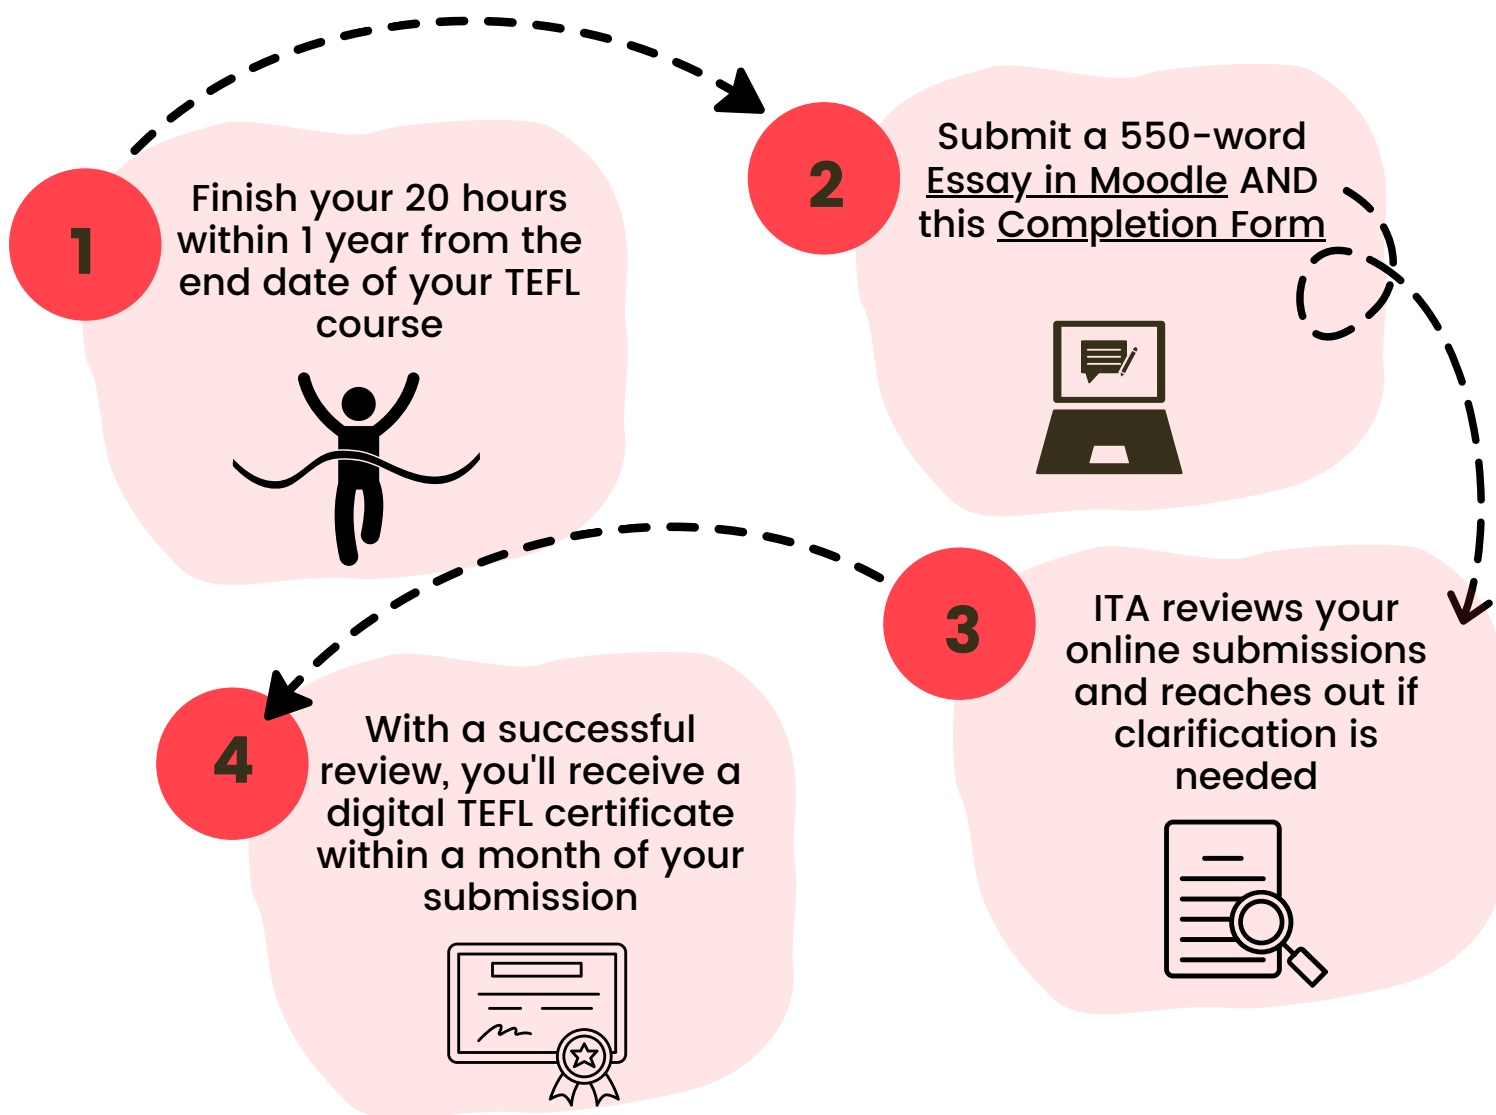 1
Finish your 20 hours
within 1 year from the
end date of your TEFL
course
2
Submit a 550-word
Essay in Moodle AND
this Completion Form
3
ITA reviews your
online submissions
and reaches out if
clarification is
needed
4
With a successful
review, you'll receive a
digital TEFL certificate
within a month of your
submission